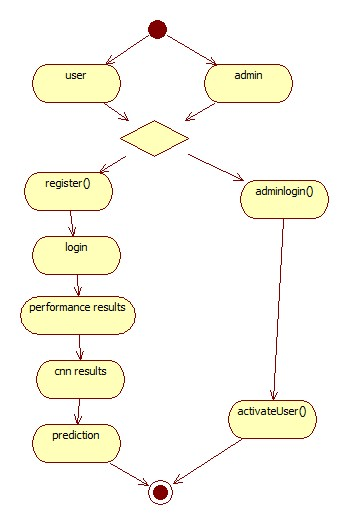 user
admin
register()
adminlogin()
login
performance results
cnn results
activateUser()
prediction